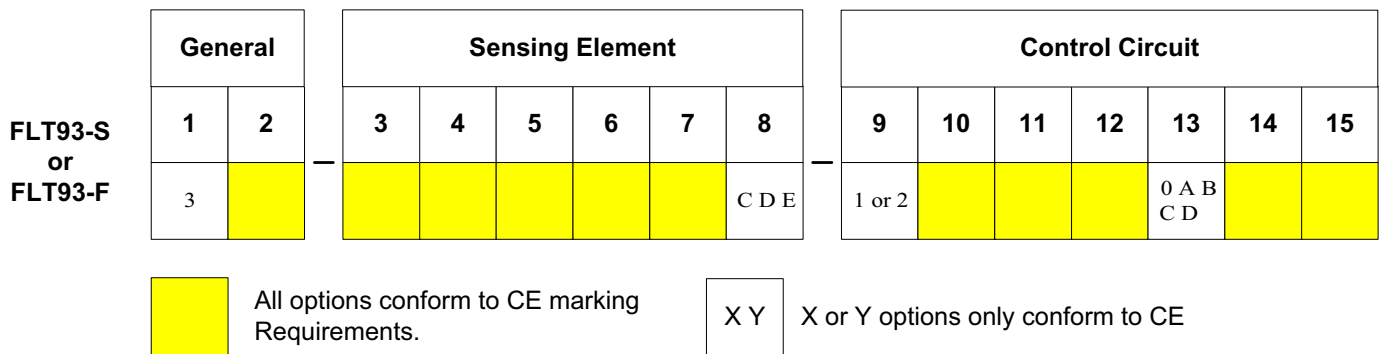 General Sensing Element Control Circuit
FLT93-S
or
FLT93-F
1 2 3 4 5 6 7 8 9 10 11 12 13 14 15
3 – C D E – 1 or 2 0 A B
C D
All options conform to CE marking
Requirements.
X Y X or Y options only conform to CE